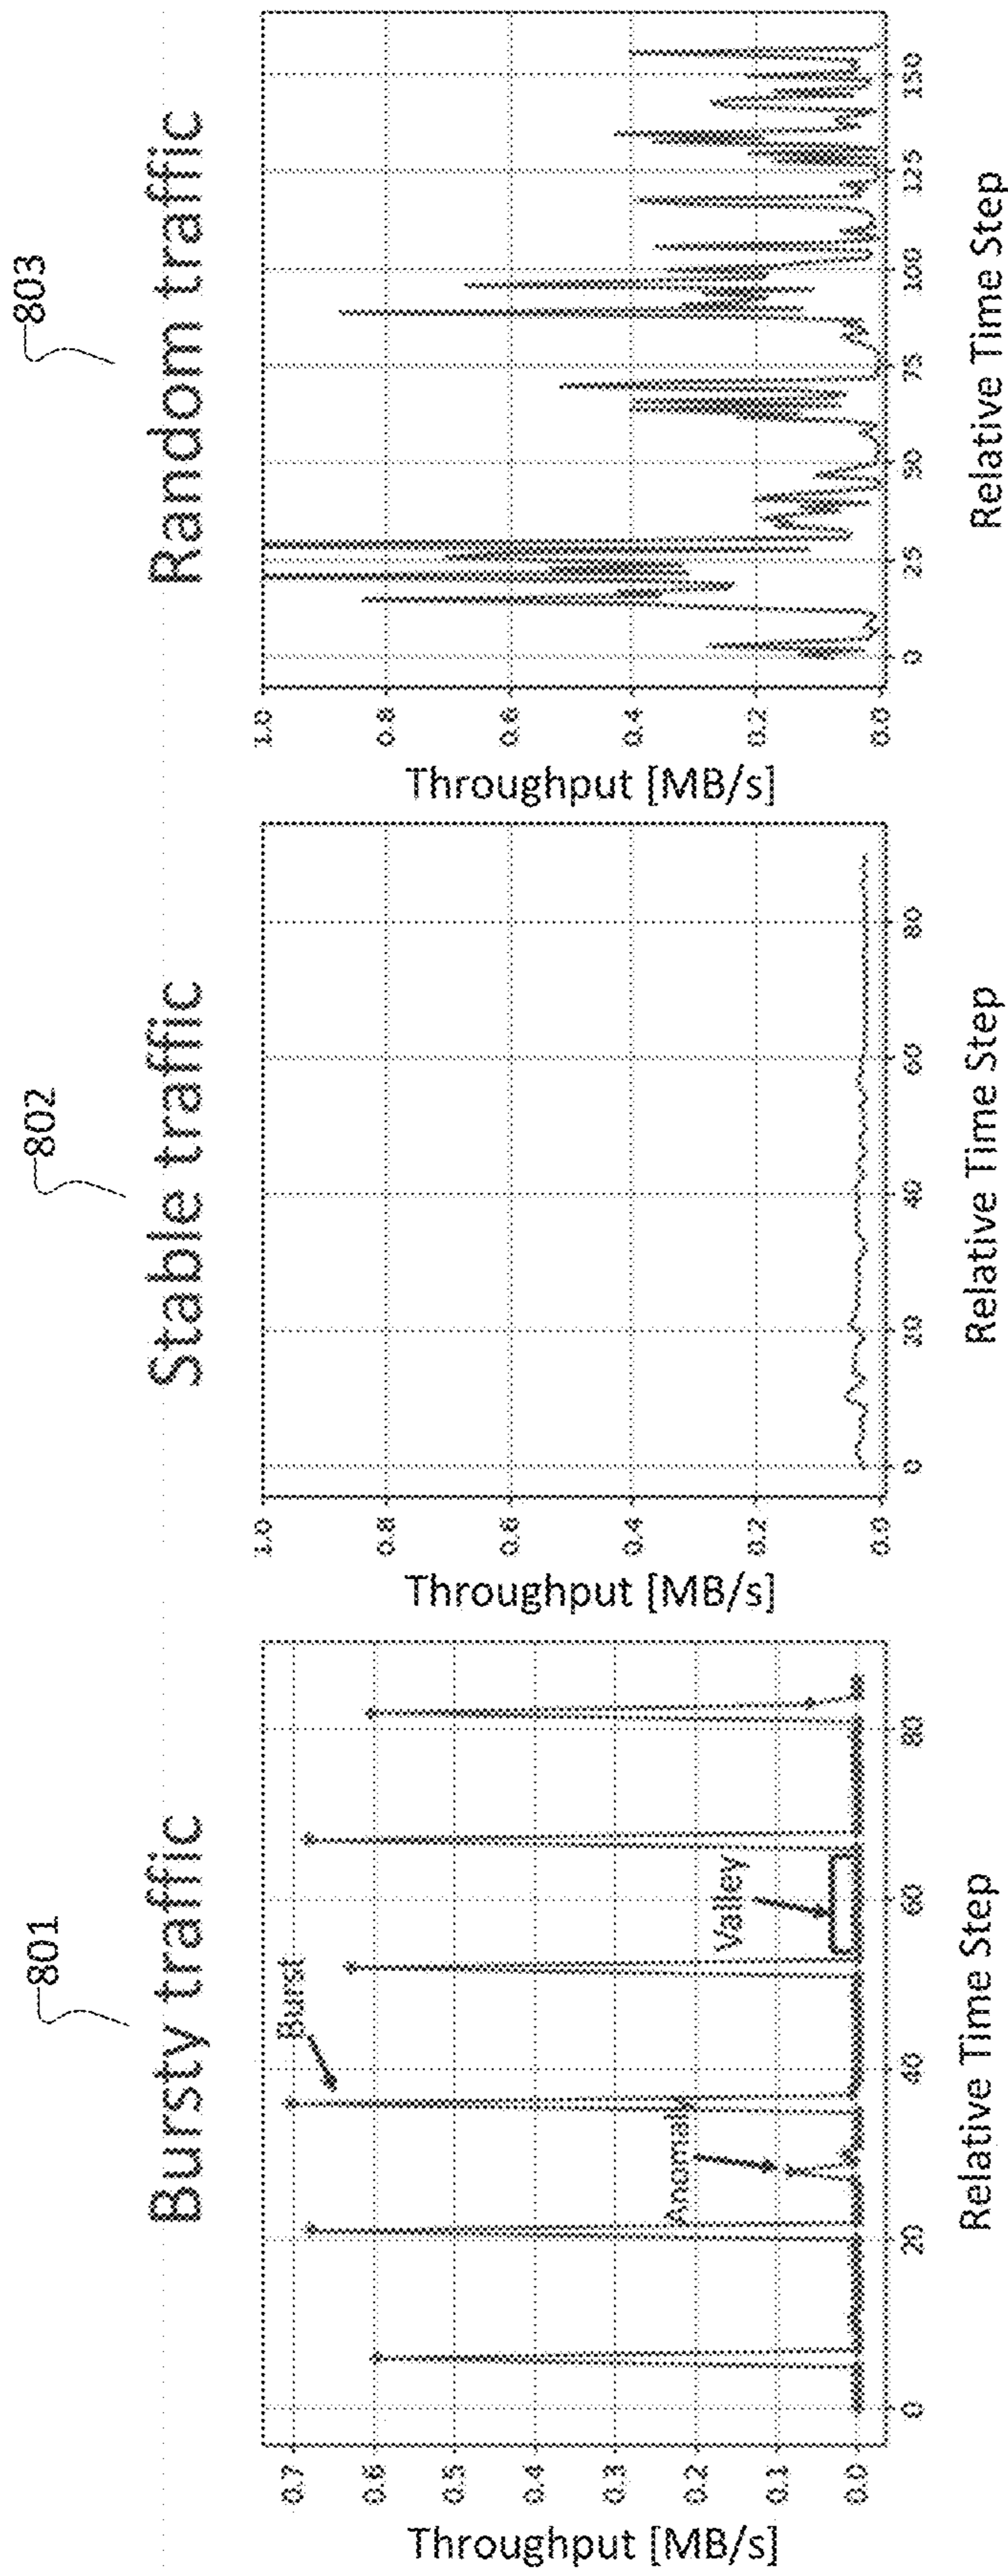 801
Bursty traffic
Throughput [MB/s]
0.7
0.6
0.5
0.4
0.3
0.2
0.1
0.0
Burst
Anomaly
Valley
0 20 40 60 80
Relative Time Step
802
Stable traffic
Throughput [MB/s]
1.0
0.8
0.6
0.4
0.2
0.0
0 20 40 60 80
Relative Time Step
803
Random traffic
Throughput [MB/s]
1.0
0.8
0.6
0.4
0.2
0.0
0 25 50 75 100 125 150
Relative Time Step